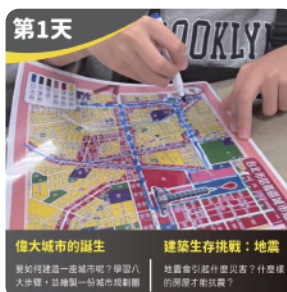 第1天
BROOKLYN
偉大城市的誕生
要如何建造一座城市呢？學習八
大步驟，並繪製一份城市規劃圖
建築生存挑戰：地震
地震會引起什麼災害？什麼樣
的房屋才能抗震？